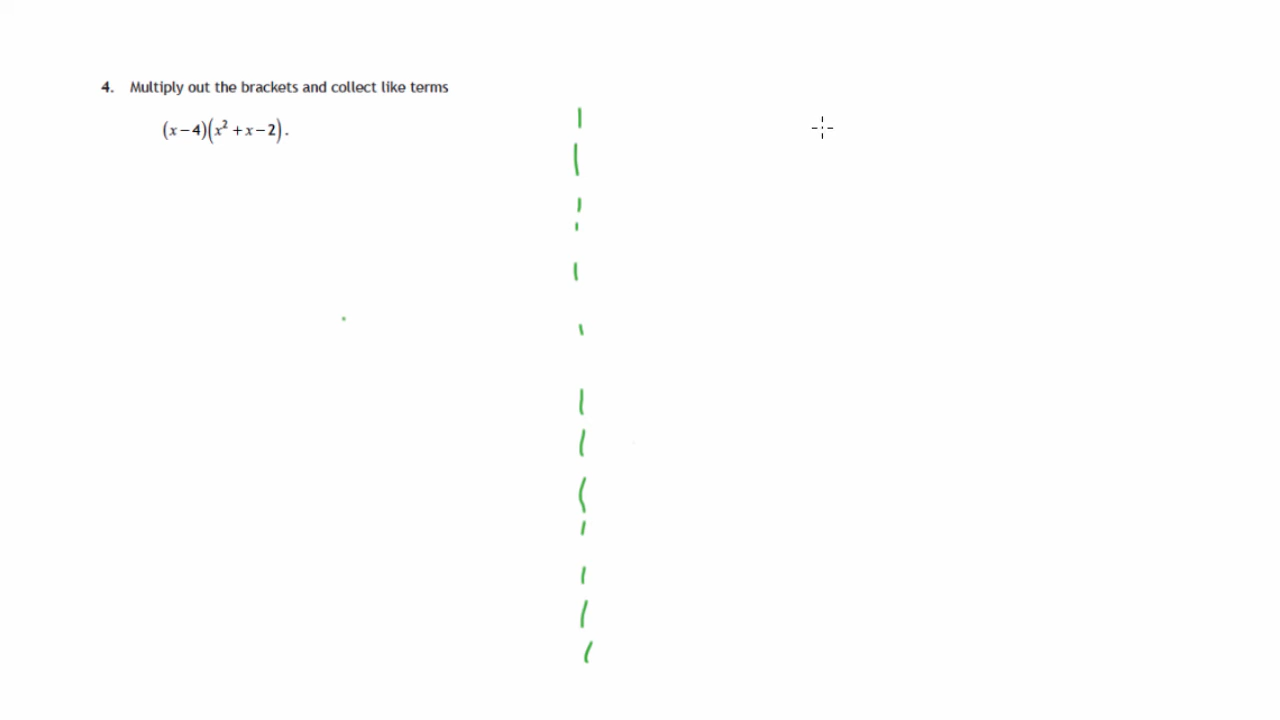 4. Multiply out the brackets and collect like terms
(x−4)(x²+x−2).